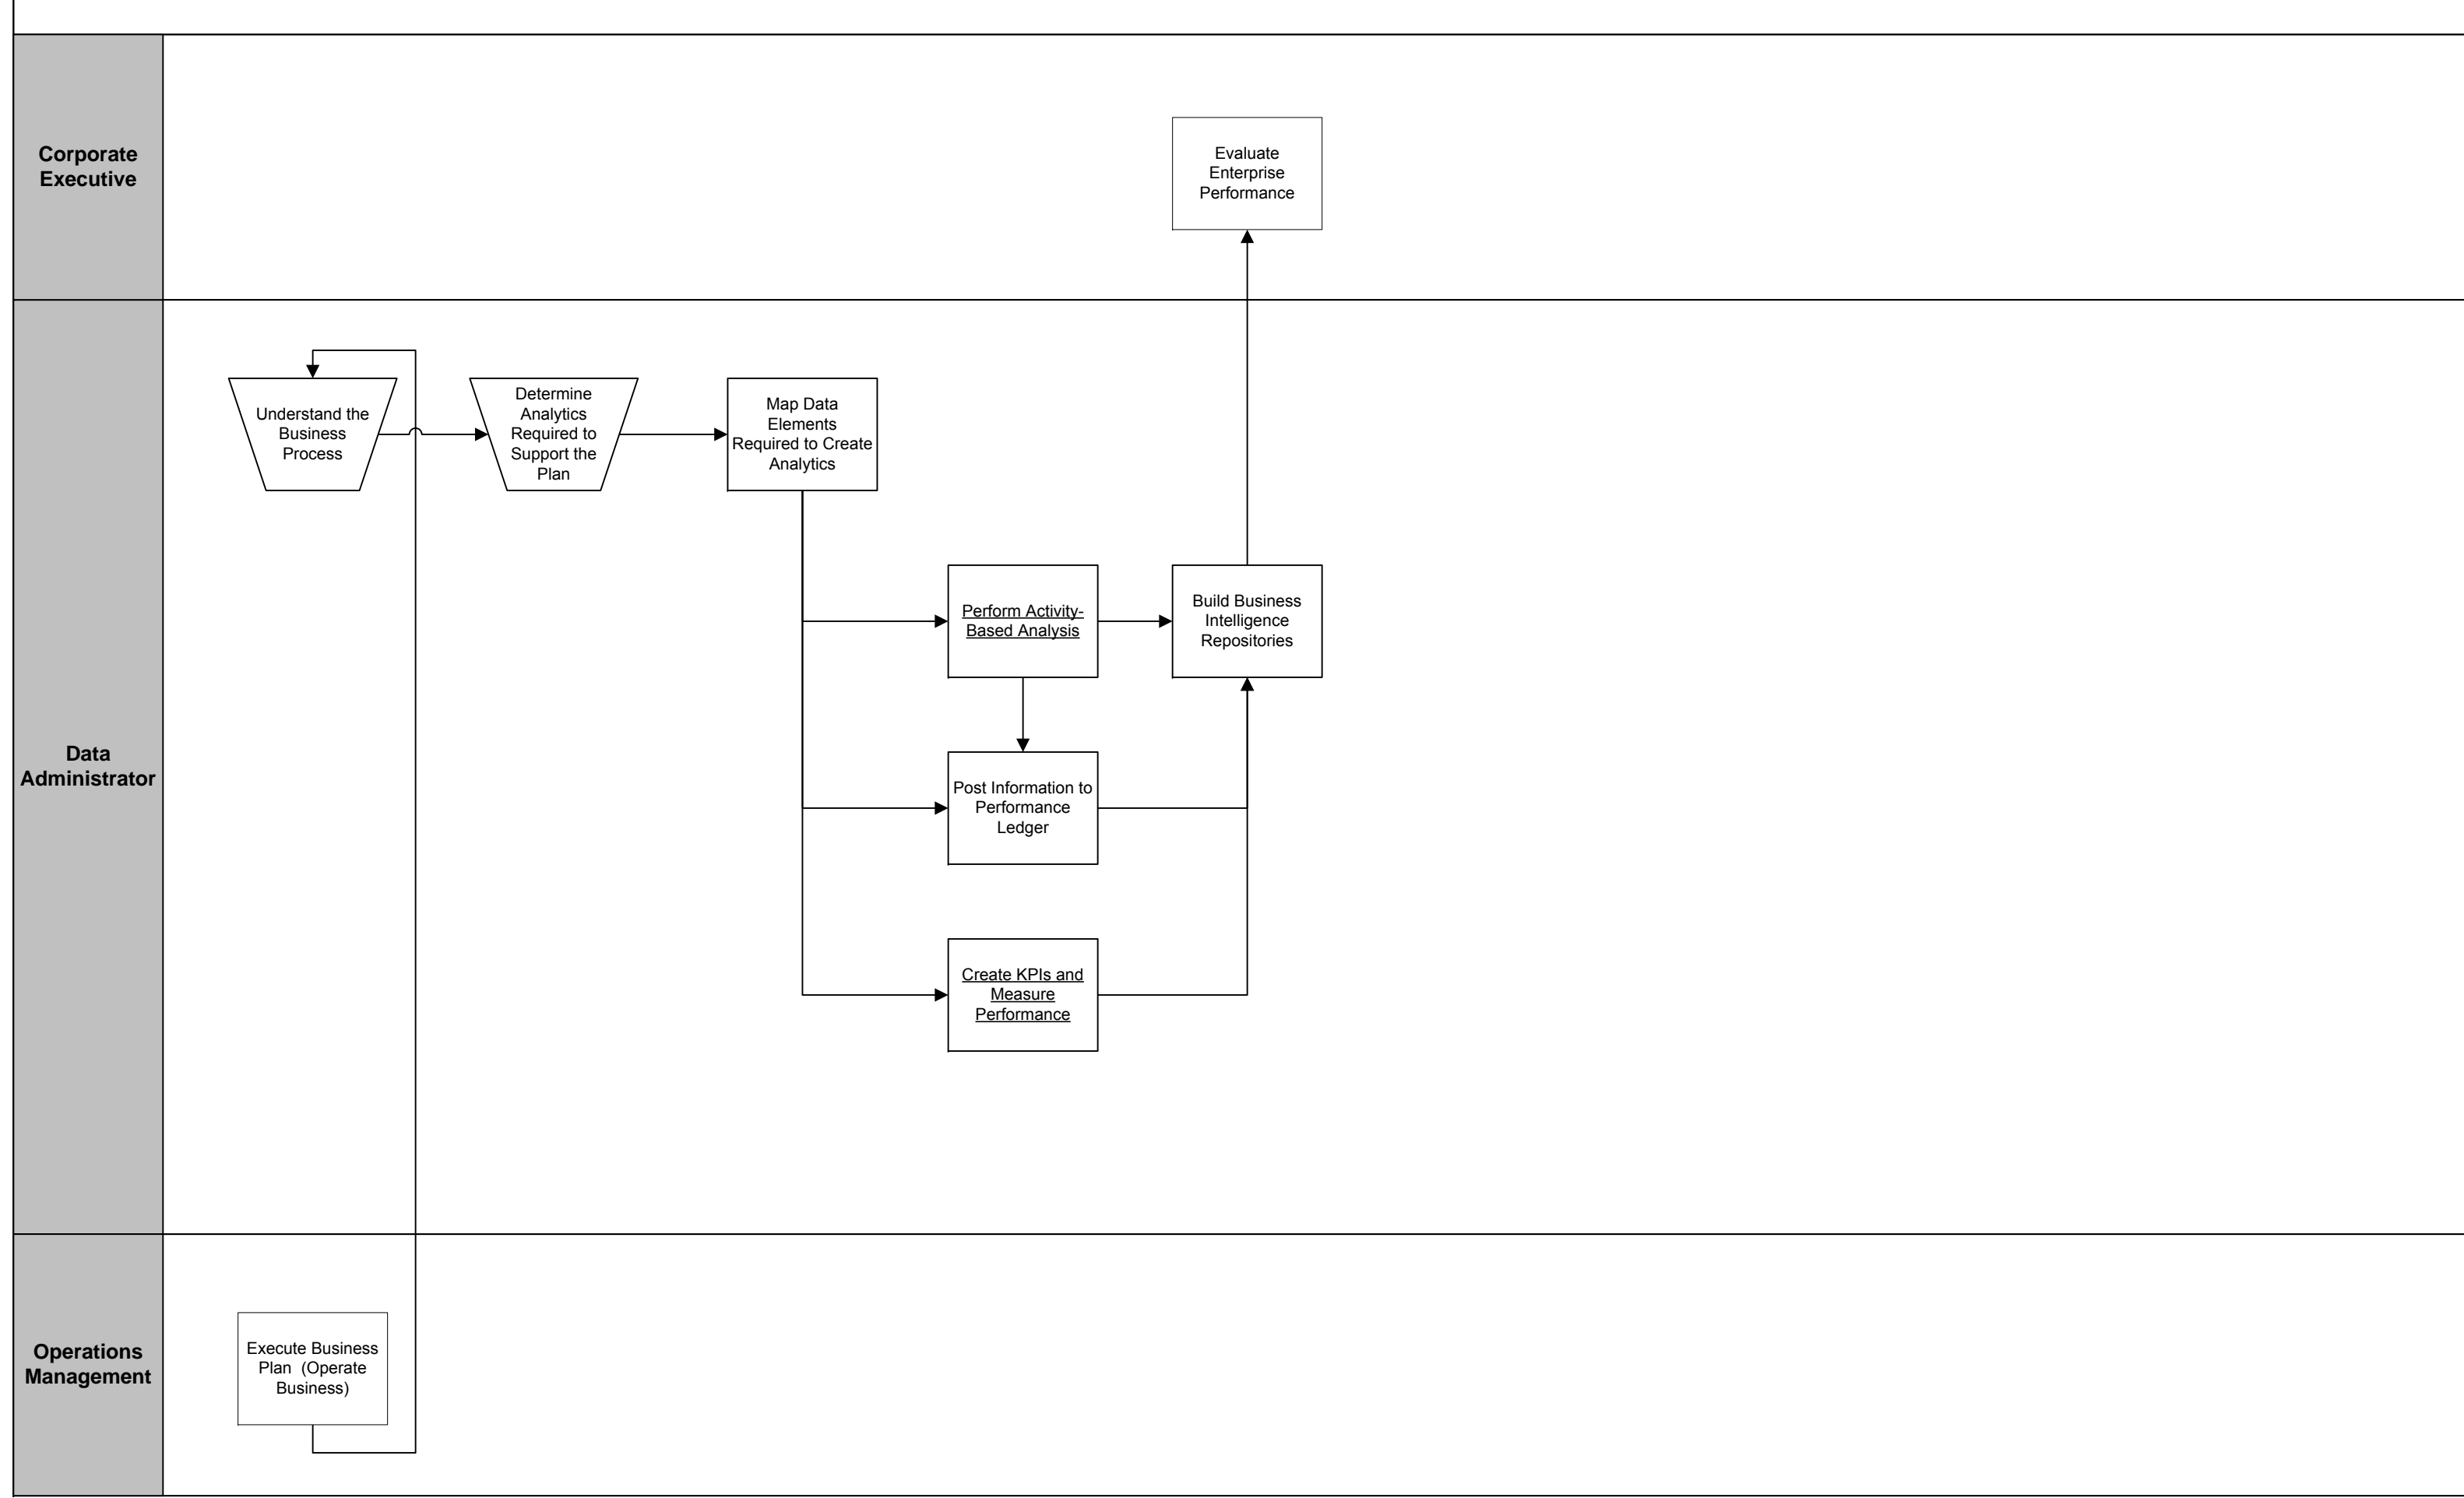 Corporate
Executive
Evaluate
Enterprise
Performance
Data
Administrator
Understand the
Business
Process
Determine
Analytics
Required to
Support the
Plan
Map Data
Elements
Required to Create
Analytics
Perform Activity-
Based Analysis
Build Business
Intelligence
Repositories
Post Information to
Performance
Ledger
Create KPIs and
Measure
Performance
Operations
Management
Execute Business
Plan  (Operate
Business)